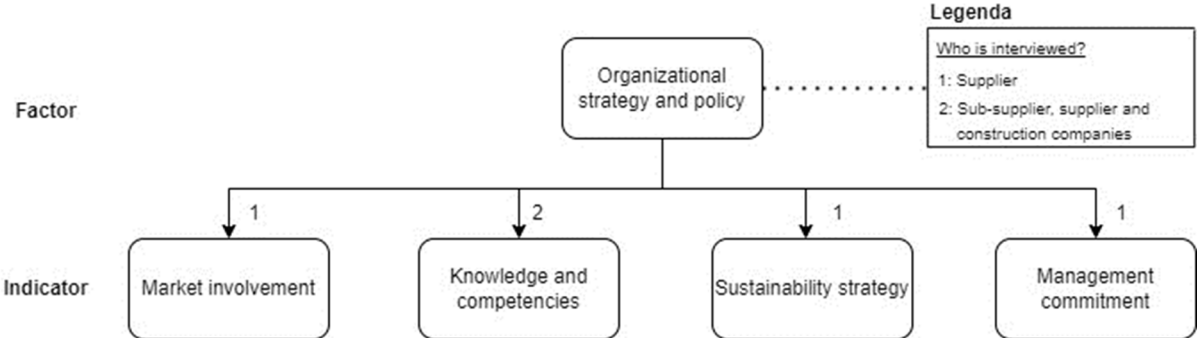 Legenda
Who is interviewed?
1: Supplier
2: Sub-supplier, supplier and
construction companies
Organizational
strategy and policy
Factor
1
2
1
1
Indicator
Market involvement
Knowledge and
competencies
Sustainability strategy
Management
commitment